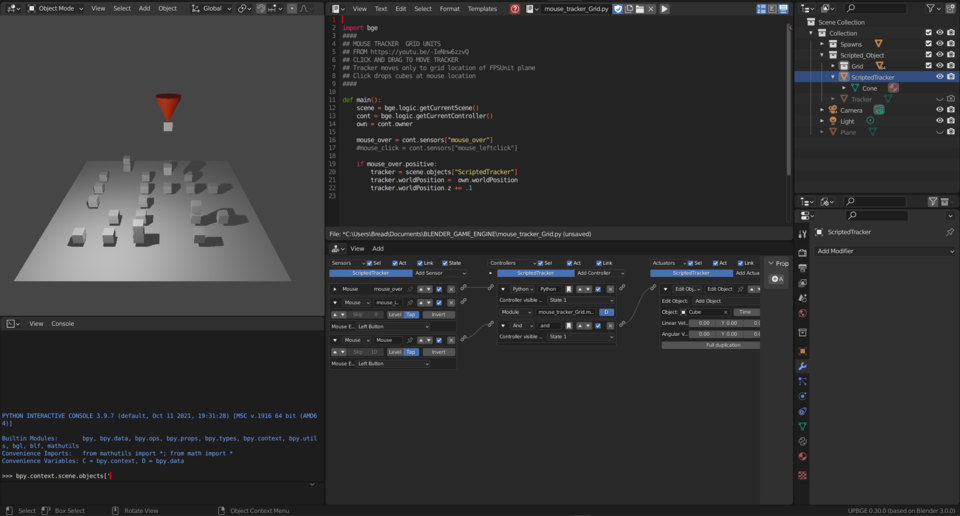 Object Mode View Select Add Object Global
View Text Edit Select Format Templates mouse_tracker_Grid.py
1
2 import bge
3 ####
4 ## MOUSE TRACKER GRID UNITS
5 ## FROM https://youtu.be/-IeNnw6zzvQ
6 ## CLICK AND DRAG TO MOVE TRACKER
7 ## Tracker moves only to grid location of FPSUnit plane
8 ## Click drops cubes at mouse location
9 ####
10
11 def main():
12 scene = bge.logic.getCurrentScene()
13 cont = bge.logic.getCurrentController()
14 own = cont.owner
15
16 mouse_over = cont.sensors["mouse_over"]
17 #mouse_click = cont.sensors["mouse_leftclick"]
18
19 if mouse_over.positive:
20 tracker = scene.objects["ScriptedTracker"]
21 tracker.worldPosition = own.worldPosition
22 tracker.worldPosition.z += .1
23
File: *C:\Users\Bread\Documents\BLENDER_GAME_ENGINE\mouse_tracker_Grid.py (unsaved)
View Add
Sensors Sel Act Link State
ScriptedTracker Add Sensor
Mouse mouse_over
Mouse mouse_l..
Skip 0 Level Tap Invert
Mouse E... Left Button
Mouse Mouse
Skip Level Tap Invert
Mouse E... Left Button
Controllers Sel Act Link
ScriptedTracker Add Controller
Python Python
Controller visible ... State 1
Module mouse_tracker_Grid.m... D
And and
Controller visible ... State 1
Actuators Sel Act Link
ScriptedTracker Add Actua
Edit Obj... Edit Object
Edit Object: Add Object
Object: Cube Time
Linear Vel... 0.00 Y 0.00 0.0
Angular V... 0.00 Y 0.00 0.0
Full duplication
Prop
A
View Console
PYTHON INTERACTIVE CONSOLE 3.9.7 (default, Oct 11 2021, 19:31:28) [MSC v.1916 64 bit (AMD6
4)]
Builtin Modules: bpy, bpy.data, bpy.ops, bpy.props, bpy.types, bpy.context, bpy.util
s, bgl, blf, mathutils
Convenience Imports: from mathutils import *; from math import *
Convenience Variables: C = bpy.context, D = bpy.data
>>> bpy.context.scene.objects["
Scene Collection
Collection
Spawns
Scripted_Object
Grid
ScriptedTracker
Cone
Tracker
Camera
Light
Plane
ScriptedTracker
Add Modifier
Select Box Select Rotate View Object Context Menu
UPBGE 0.30.0 (based on Blender 3.0.0)